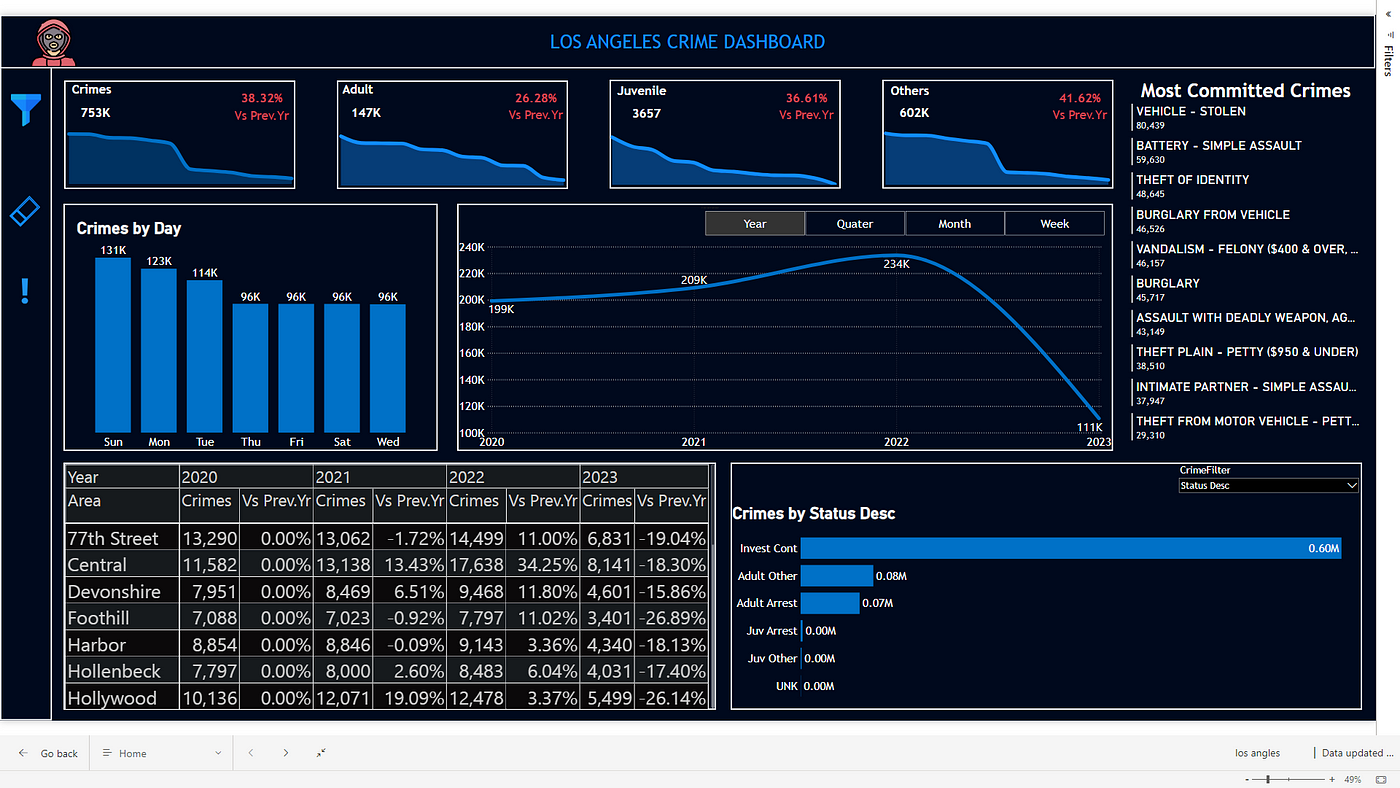 LOS ANGELES CRIME DASHBOARD
Filters
Crimes
753K
38.32%
Vs Prev.Yr
Adult
147K
26.28%
Vs Prev.Yr
Juvenile
3657
36.61%
Vs Prev.Yr
Others
602K
41.62%
Vs Prev.Yr
Most Committed Crimes
VEHICLE - STOLEN
80,439
BATTERY - SIMPLE ASSAULT
59,630
THEFT OF IDENTITY
48,645
BURGLARY FROM VEHICLE
46,526
VANDALISM - FELONY ($400 & OVER, ...
46,157
BURGLARY
45,717
ASSAULT WITH DEADLY WEAPON, AG...
43,149
THEFT PLAIN - PETTY ($950 & UNDER)
38,510
INTIMATE PARTNER - SIMPLE ASSAU...
37,947
THEFT FROM MOTOR VEHICLE - PETT...
29,310
Crimes by Day
131K
123K
114K
96K 96K 96K 96K
Sun Mon Tue Thu Fri Sat Wed
Year Quater Month Week
240K
220K
200K
180K
160K
140K
120K
100K
199K
209K
234K
111K
2020 2021 2022 2023
Year 2020 2021 2022 2023
Area Crimes Vs Prev.Yr Crimes Vs Prev.Yr Crimes Vs Prev.Yr Crimes Vs Prev.Yr
77th Street 13,290 0.00% 13,062 -1.72% 14,499 11.00% 6,831 -19.04%
Central 11,582 0.00% 13,138 13.43% 17,638 34.25% 8,141 -18.30%
Devonshire 7,951 0.00% 8,469 6.51% 9,468 11.80% 4,601 -15.86%
Foothill 7,088 0.00% 7,023 -0.92% 7,797 11.02% 3,401 -26.89%
Harbor 8,854 0.00% 8,846 -0.09% 9,143 3.36% 4,340 -18.13%
Hollenbeck 7,797 0.00% 8,000 2.60% 8,483 6.04% 4,031 -17.40%
Hollywood 10,136 0.00% 12,071 19.09% 12,478 3.37% 5,499 -26.14%
CrimeFilter
Status Desc
Crimes by Status Desc
Invest Cont 0.60M
Adult Other 0.08M
Adult Arrest 0.07M
Juv Arrest 0.00M
Juv Other 0.00M
UNK 0.00M
Go back
Home
los angles
Data updated ...
- + 49%